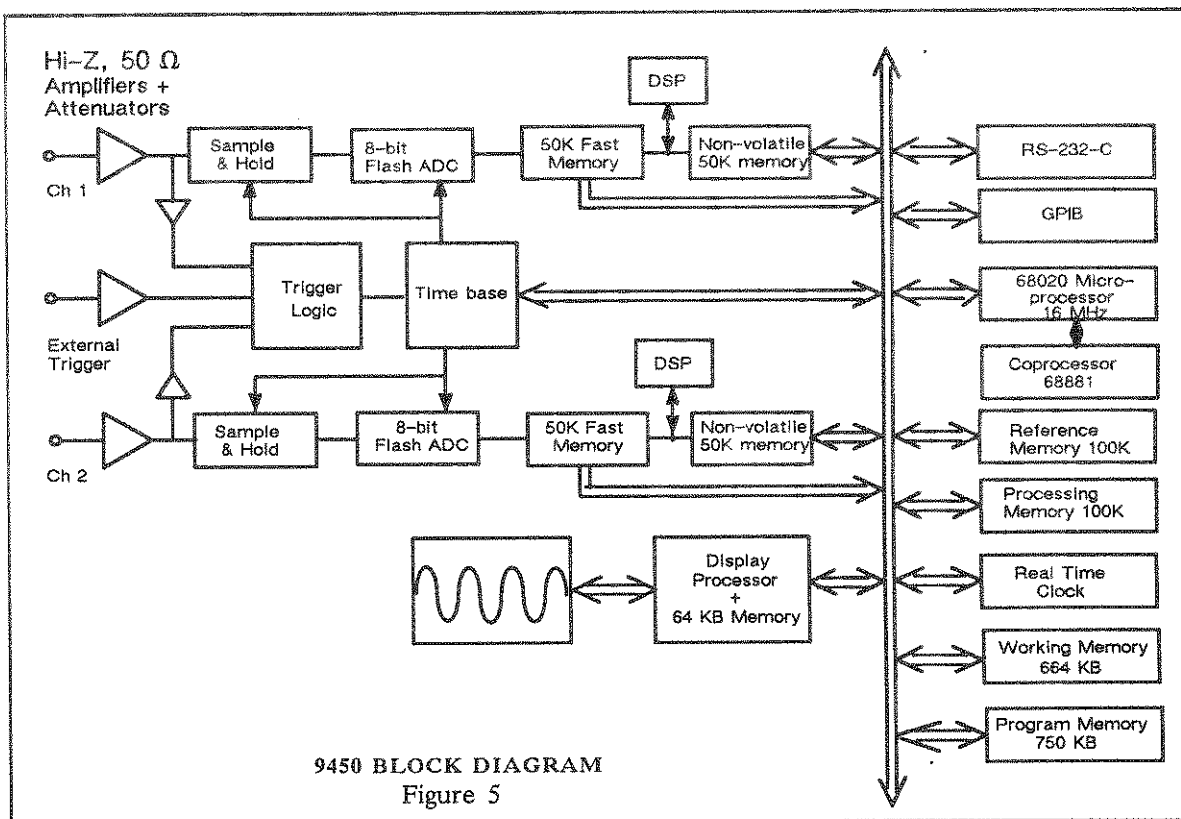 Hi-Z, 50 Ω
Amplifiers +
Attenuators
Ch 1
Sample
& Hold
8-bit
Flash ADC
50K Fast
Memory
DSP
Non-volatile
50K memory
RS-232-C
GPIB
External
Trigger
Trigger
Logic
Time base
68020 Micro-
processor
16 MHz
Coprocessor
68881
Ch 2
Sample
& Hold
8-bit
Flash ADC
50K Fast
Memory
DSP
Non-volatile
50K memory
Reference
Memory 100K
Processing
Memory 100K
Display
Processor
+
64 KB Memory
Real Time
Clock
Working Memory
664 KB
Program Memory
750 KB
9450 BLOCK DIAGRAM
Figure 5